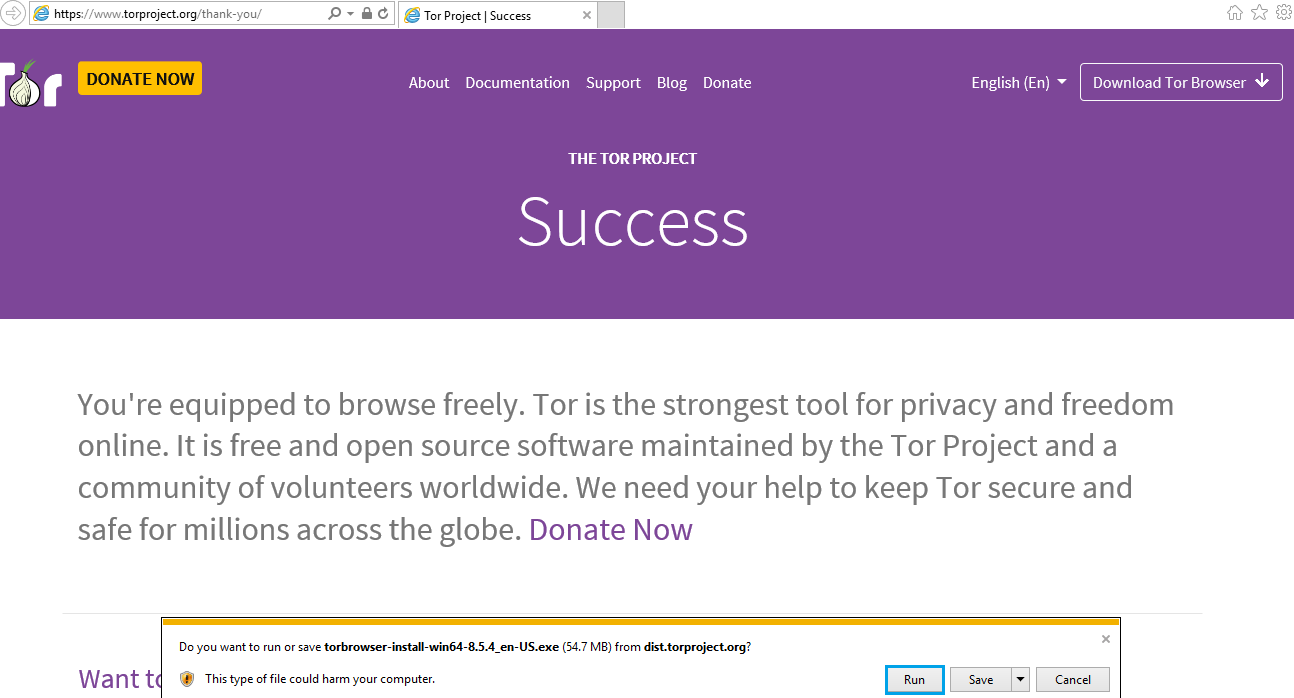 https://www.torproject.org/thank-you/
Tor Project | Success
Tor
DONATE NOW
About Documentation Support Blog Donate
English (En)
Download Tor Browser
THE TOR PROJECT
Success
You're equipped to browse freely. Tor is the strongest tool for privacy and freedom
online. It is free and open source software maintained by the Tor Project and a
community of volunteers worldwide. We need your help to keep Tor secure and
safe for millions across the globe. Donate Now
Want to
Do you want to run or save torbrowser-install-win64-8.5.4_en-US.exe (54.7 MB) from dist.torproject.org?
This type of file could harm your computer.
Run Save Cancel